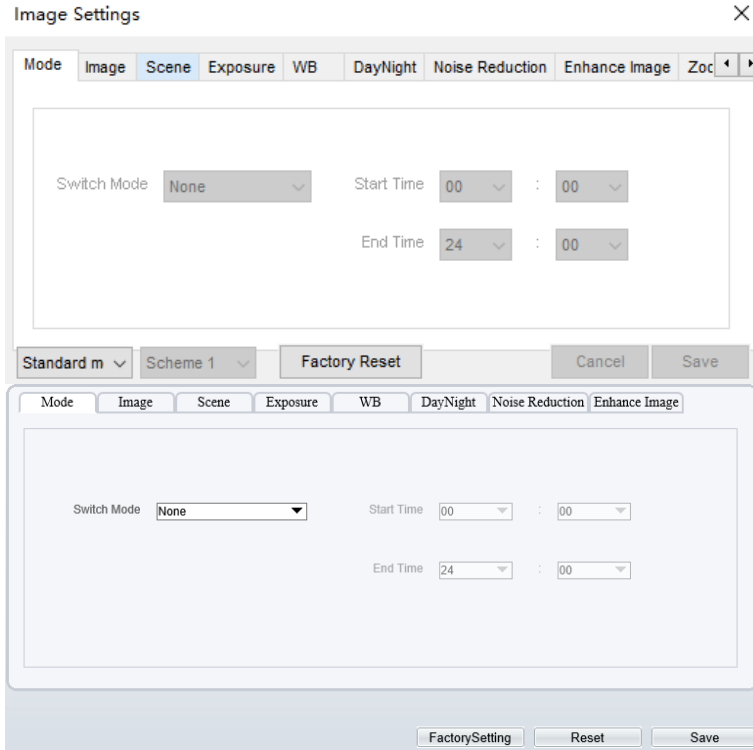 Image Settings
Mode Image Scene Exposure WB DayNight Noise Reduction Enhance Image Zoo
Switch Mode None Start Time 00 : 00
End Time 24 : 00
Standard m Scheme 1 Factory Reset Cancel Save
Mode Image Scene Exposure WB DayNight Noise Reduction Enhance Image
Switch Mode None Start Time 00 : 00
End Time 24 : 00
FactorySetting Reset Save